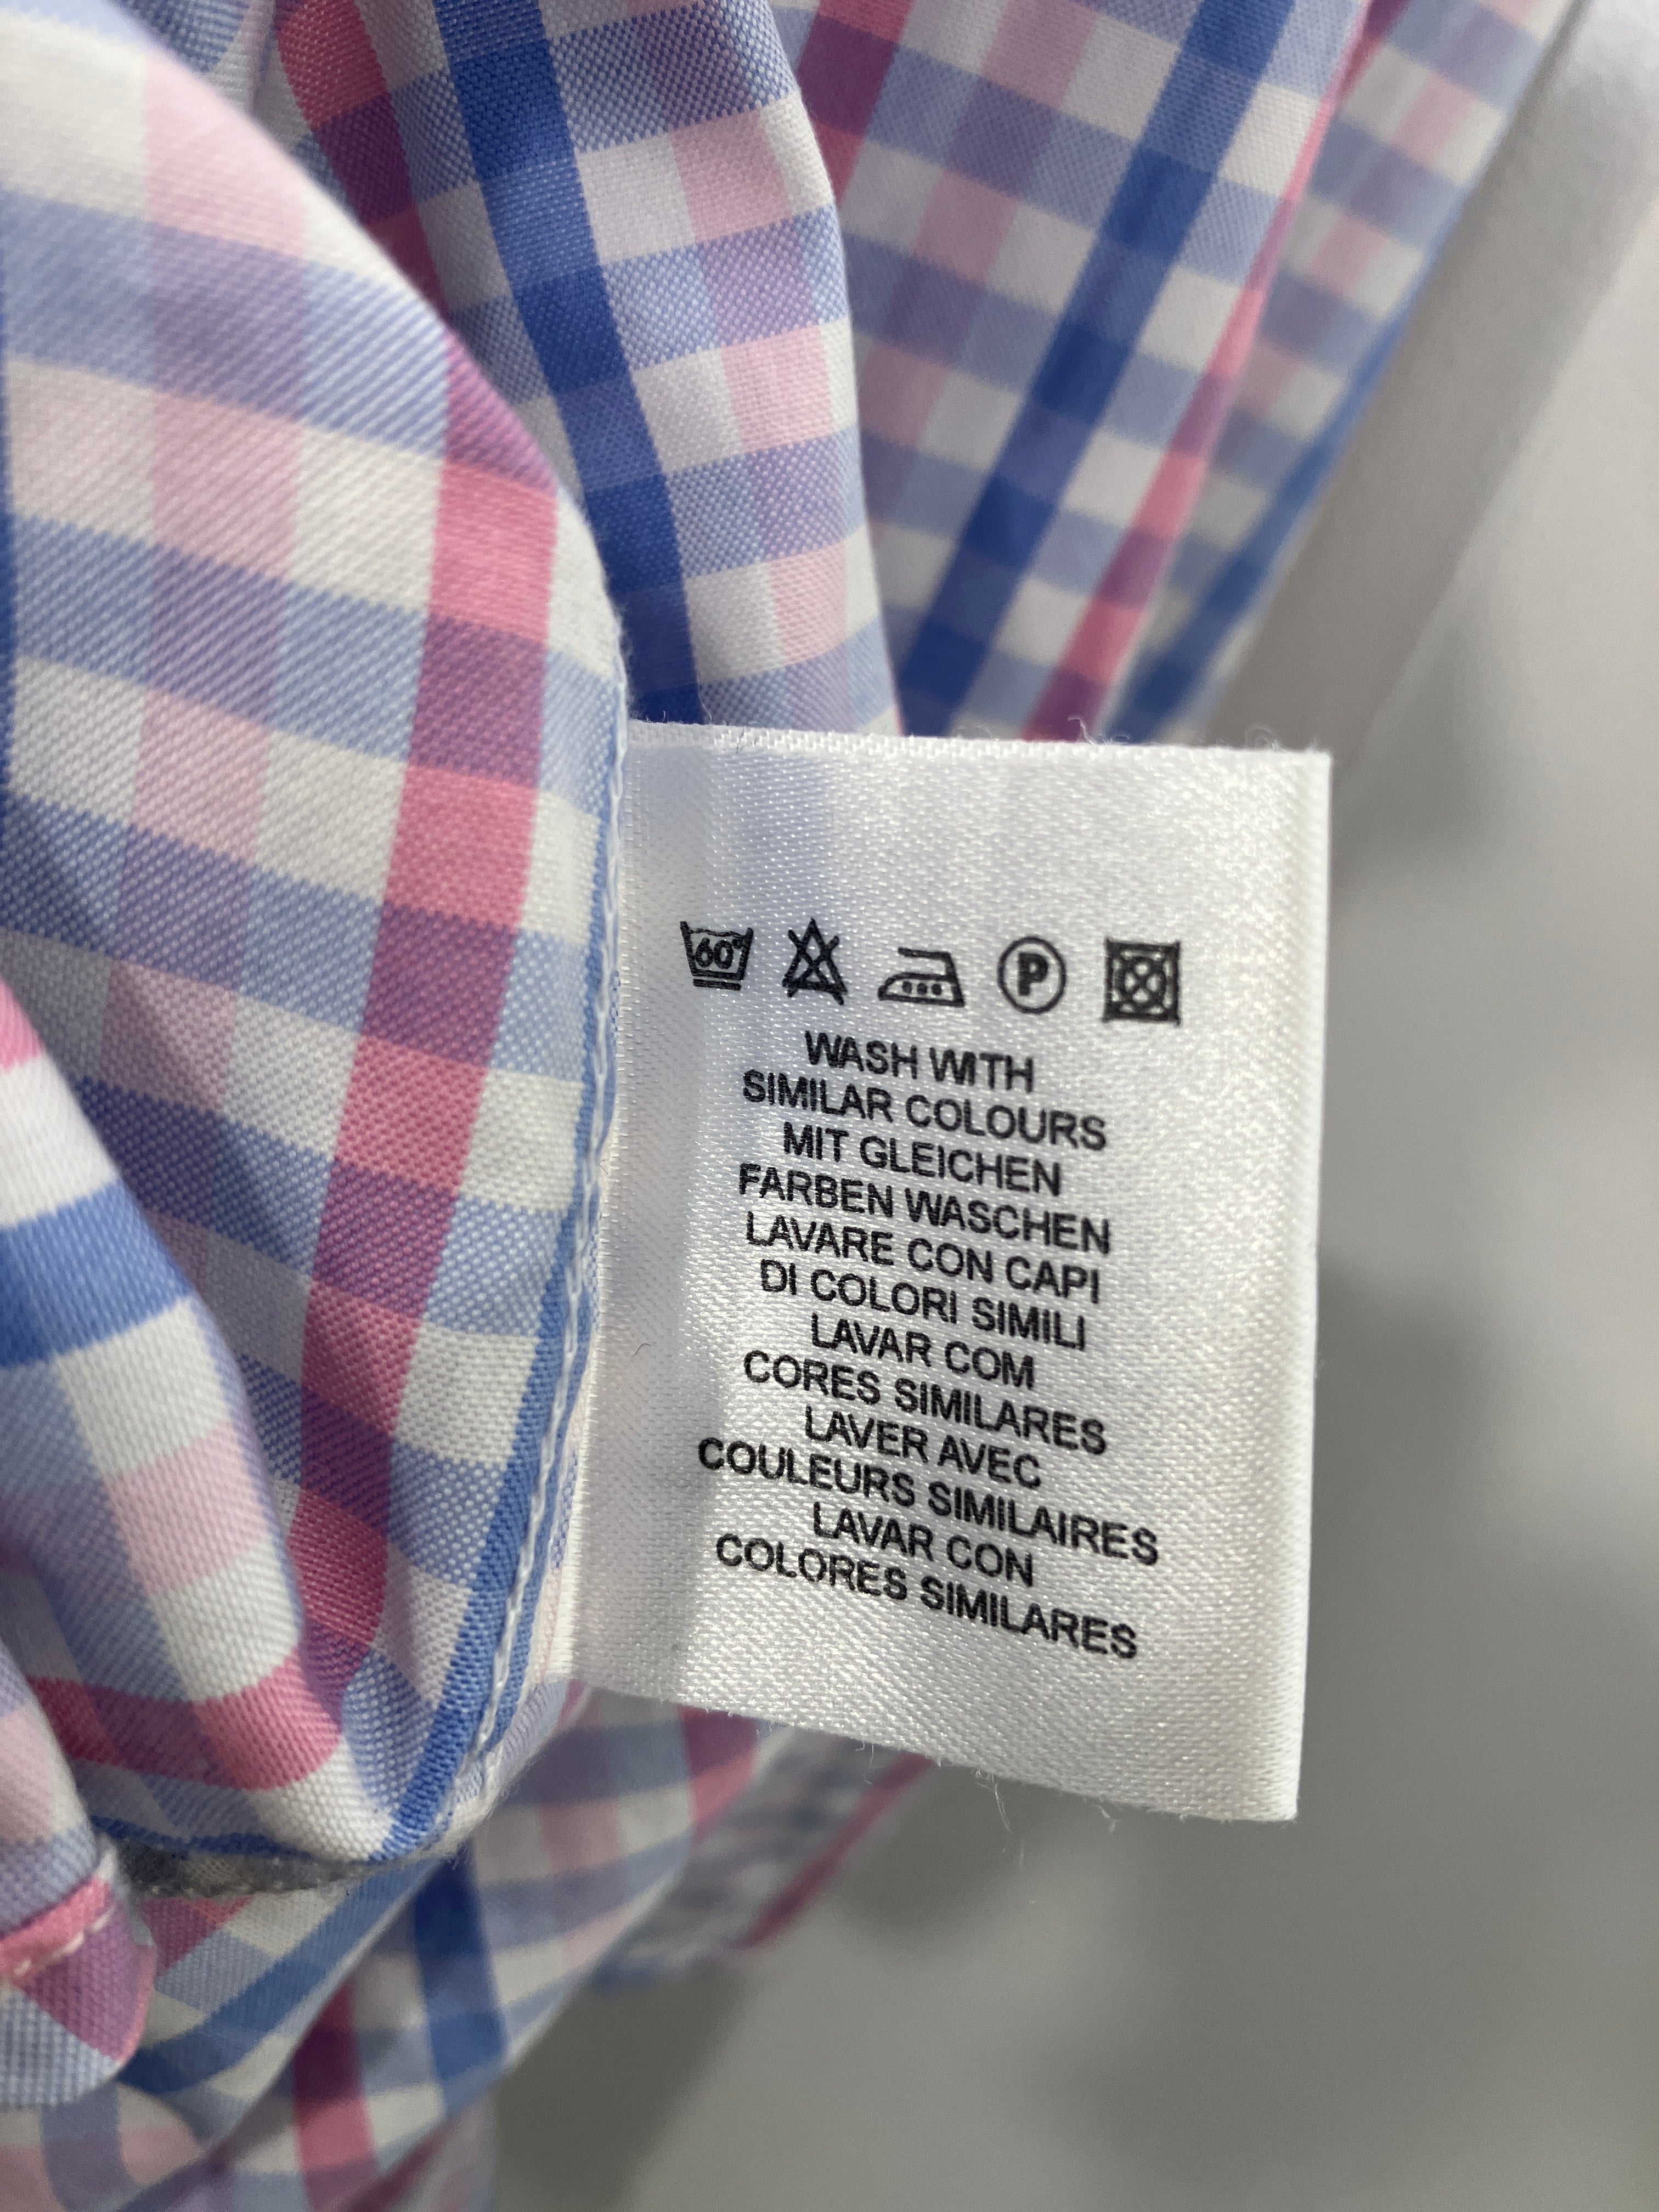 60°
P
WASH WITH
SIMILAR COLOURS
MIT GLEICHEN
FARBEN WASCHEN
LAVARE CON CAPI
DI COLORI SIMILI
LAVAR COM
CORES SIMILARES
LAVER AVEC
COULEURS SIMILAIRES
LAVAR CON
COLORES SIMILARES